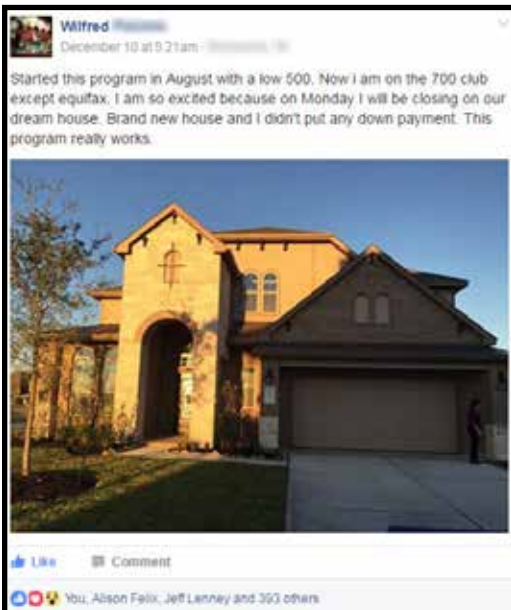 Wilfred
December 10 at 5:21am
Started this program in August with a low 500. Now i am on the 700 club
except equifax. I am so excited because on Monday I will be closing on our
dream house. Brand new house and I didn't put any down payment. This
program really works.
Like Comment
You, Alison Felix, Jeff Lenney and 393 others